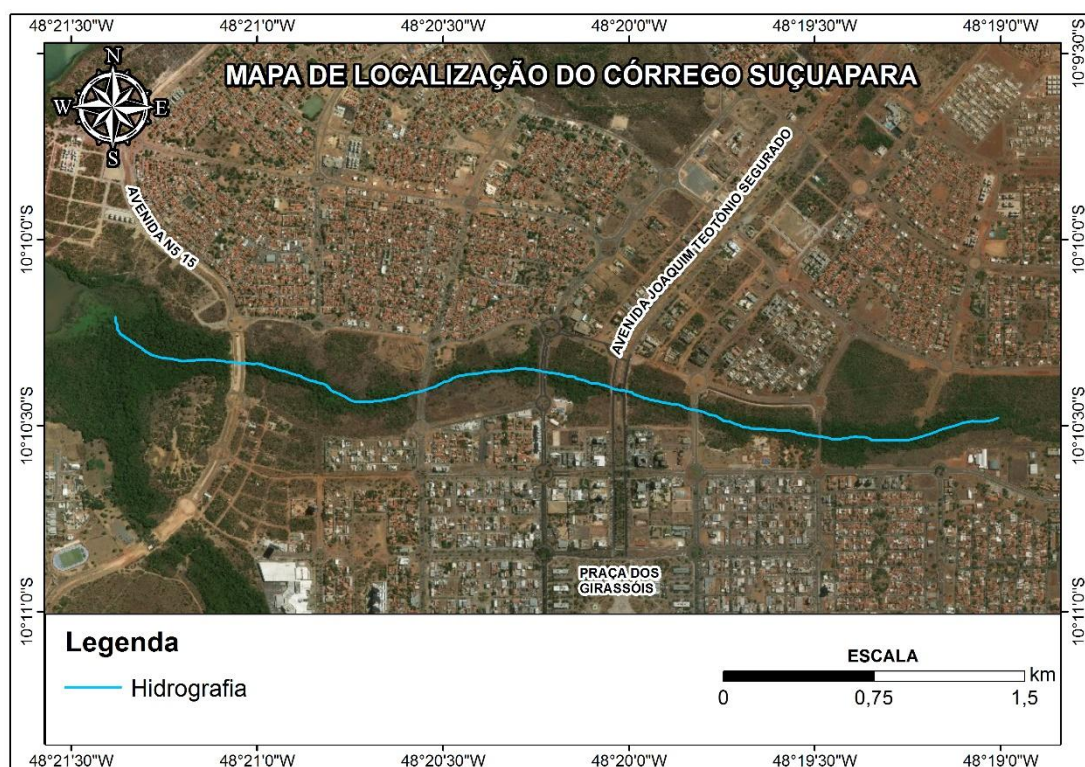 48°21'30"W 48°21'0"W 48°20'30"W 48°20'0"W 48°19'30"W 48°19'0"W
N
W E
S
MAPA DE LOCALIZAÇÃO DO CÓRREGO SUÇUAPARA
10°9'30"S
10°10'0"S
10°10'0"S
10°10'30"S
10°10'30"S
10°11'0"S
10°11'0"S
AVENIDA NS 15
AVENIDA JOAQUIM TEOTÔNIO SEGURADO
PRAÇA DOS
GIRASSÓIS
Legenda
Hidrografia
ESCALA
km
0 0,75 1,5
48°21'30"W 48°21'0"W 48°20'30"W 48°20'0"W 48°19'30"W 48°19'0"W